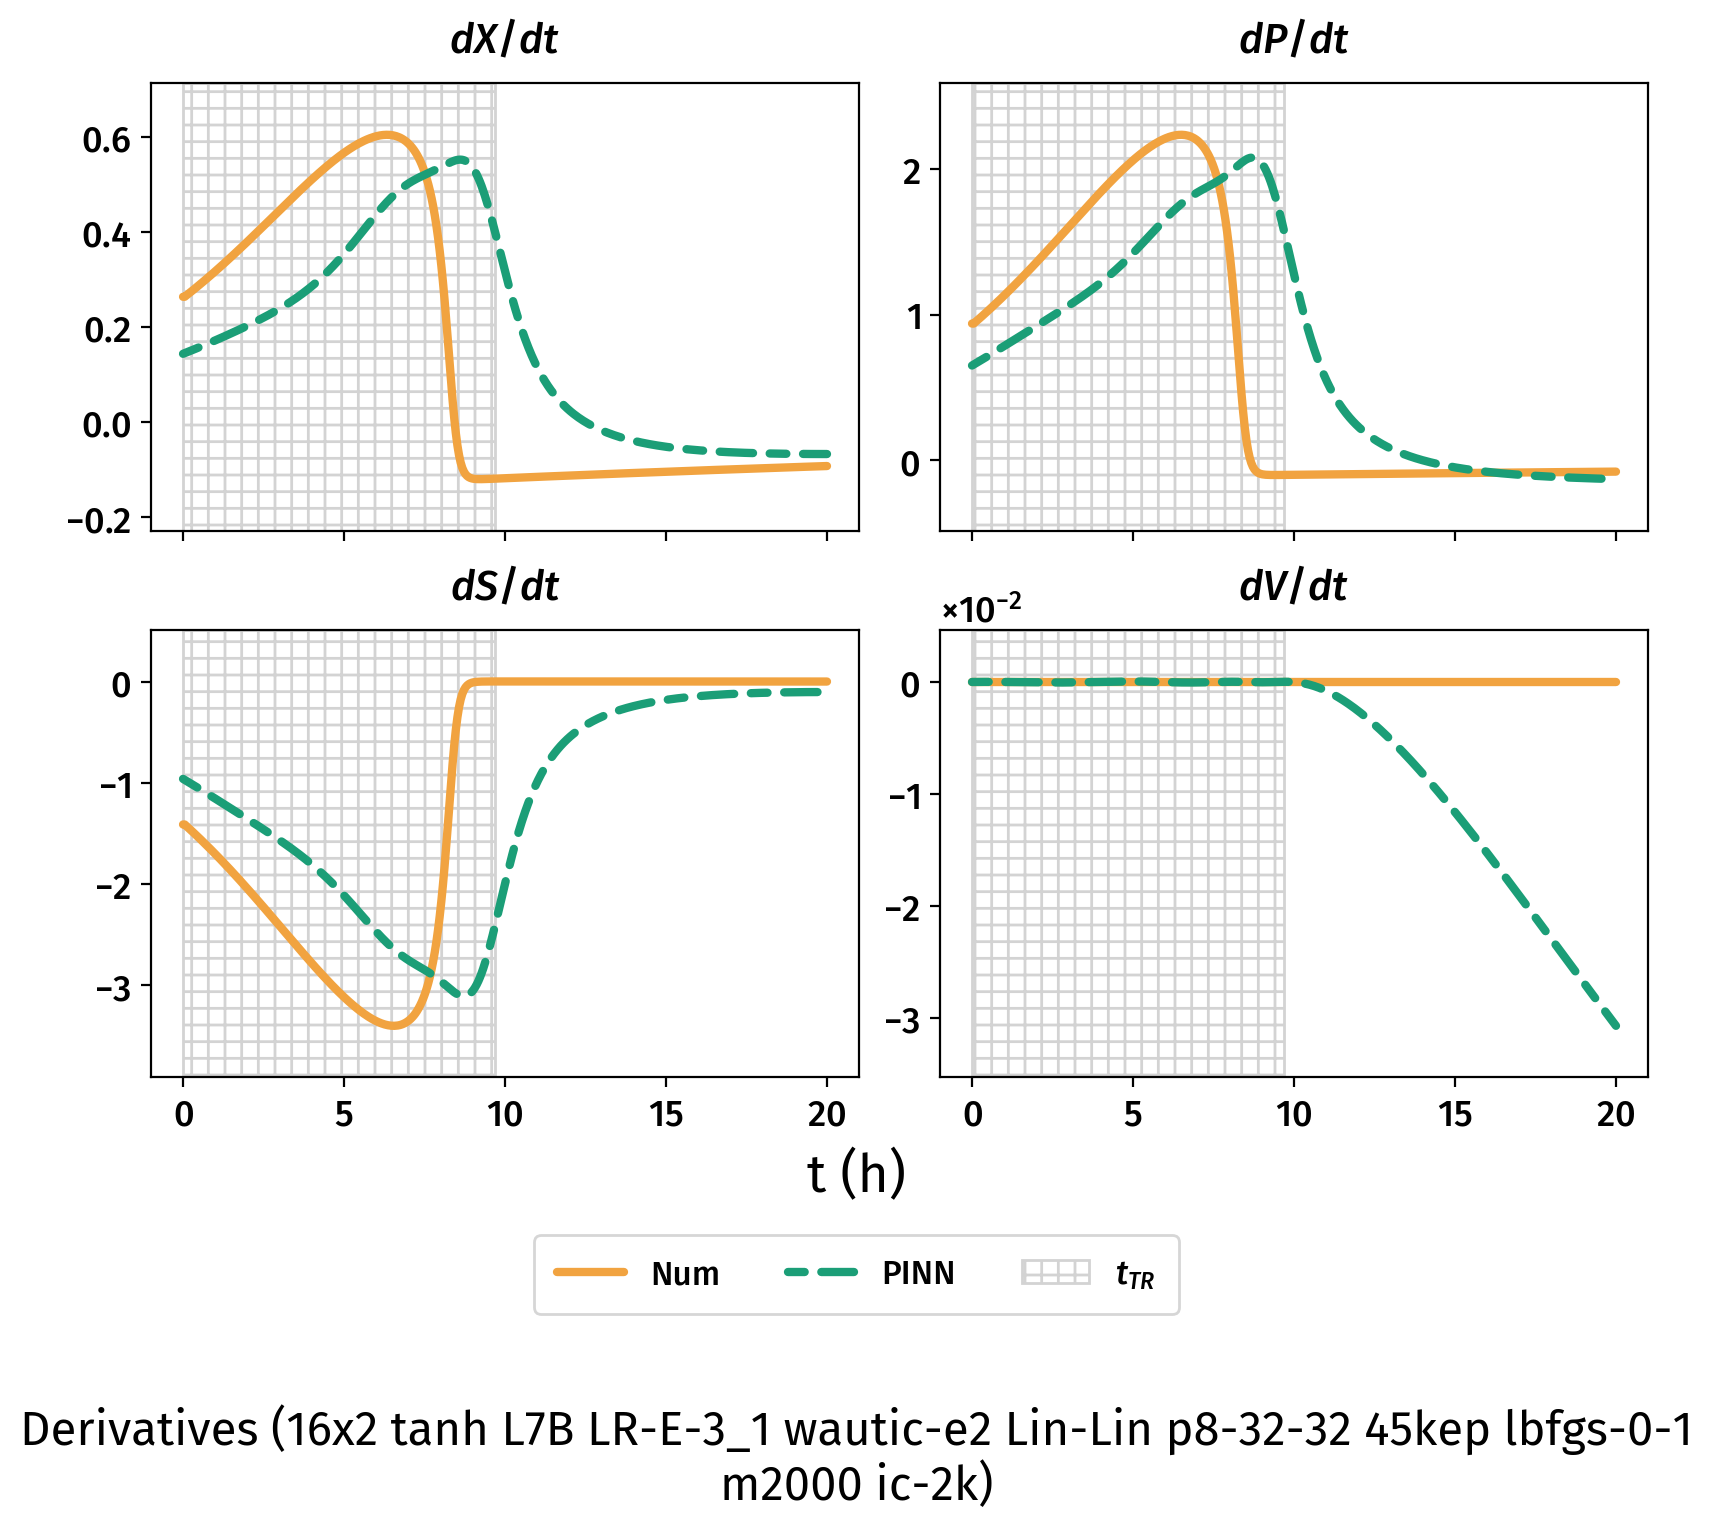 dX/dt
dP/dt
0.6
0.4
0.2
0.0
−0.2
2
1
0
dS/dt
dV/dt
×10⁻²
0
−1
−2
−3
0
−1
−2
−3
0 5 10 15 20
0 5 10 15 20
t (h)
Num PINN t_TR
Derivatives (16x2 tanh L7B LR-E-3_1 wautic-e2 Lin-Lin p8-32-32 45kep lbfgs-0-1
m2000 ic-2k)